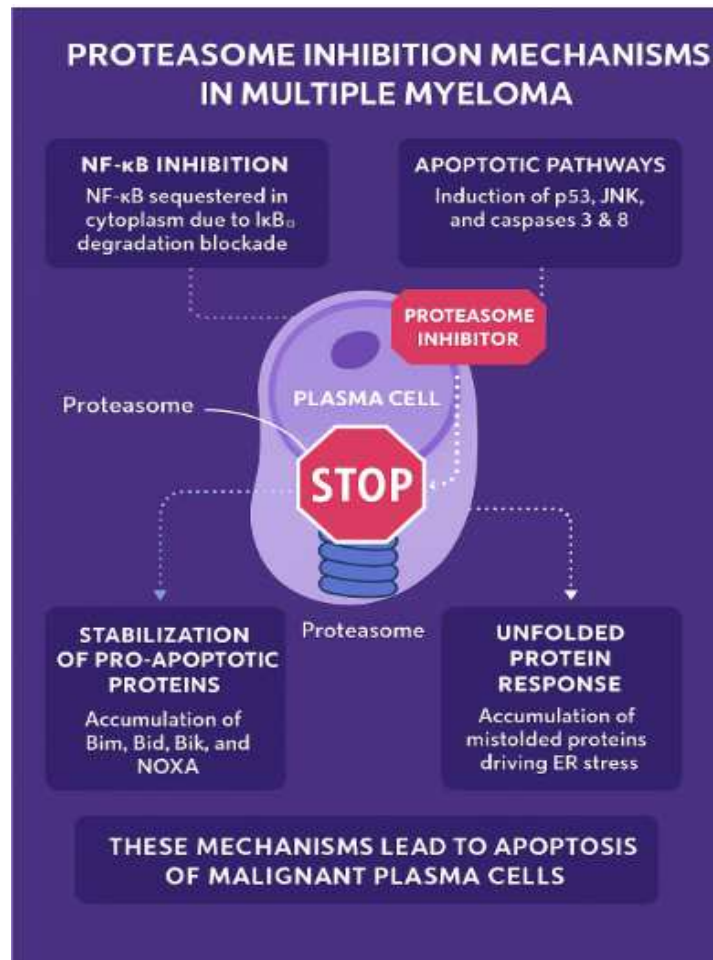 PROTEASOME INHIBITION MECHANISMS
IN MULTIPLE MYELOMA
NF-κB INHIBITION
NF-κB sequestered in
cytoplasm due to IκB▫
degradation blockade
APOPTOTIC PATHWAYS
Induction of p53, JNK,
and caspases 3 & 8
PROTEASOME
INHIBITOR
PLASMA CELL
Proteasome
STOP
Proteasome
STABILIZATION
OF PRO-APOPTOTIC
PROTEINS
Accumulation of
Bim, Bid, Bik, and
NOXA
UNFOLDED
PROTEIN
RESPONSE
Accumulation of
mistolded proteins
driving ER stress
THESE MECHANISMS LEAD TO APOPTOSIS
OF MALIGNANT PLASMA CELLS